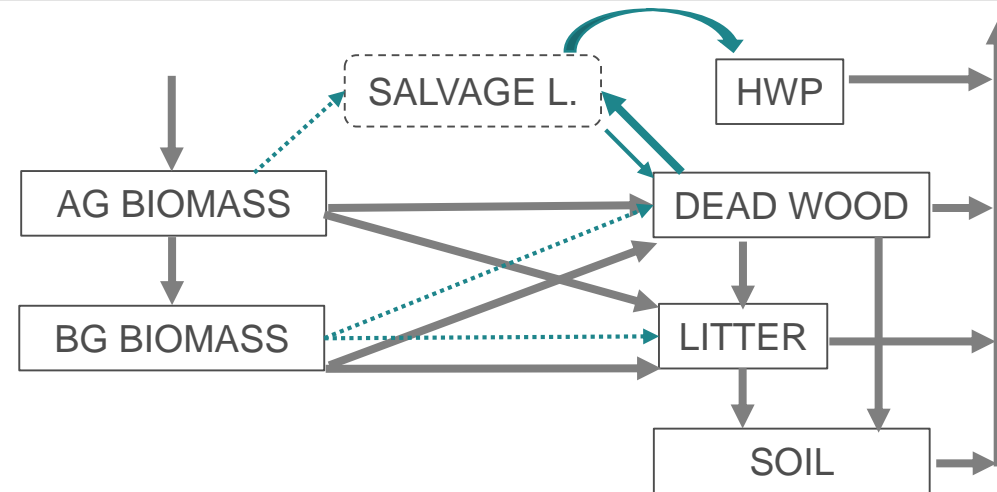 SALVAGE L.
HWP
AG BIOMASS
DEAD WOOD
BG BIOMASS
LITTER
SOIL